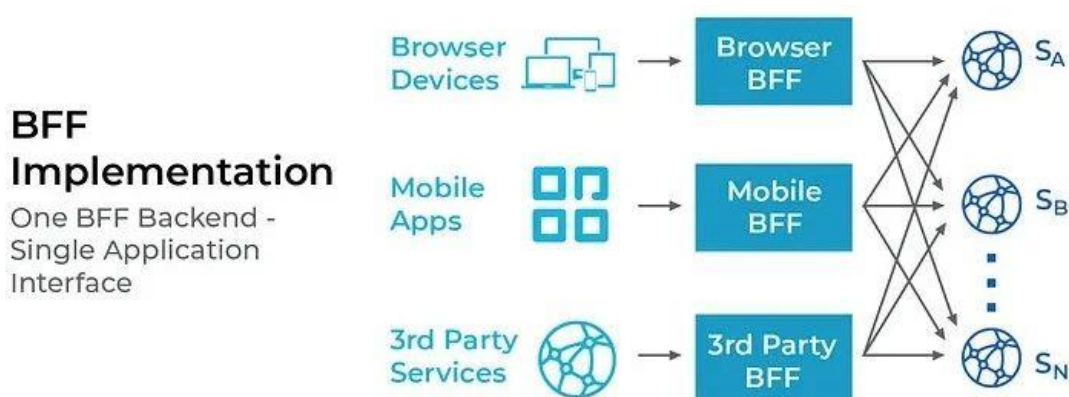 BFF
Implementation
One BFF Backend -
Single Application
Interface
Browser
Devices
Browser
BFF
SA
Mobile
Apps
Mobile
BFF
SB
3rd Party
Services
3rd Party
BFF
SN